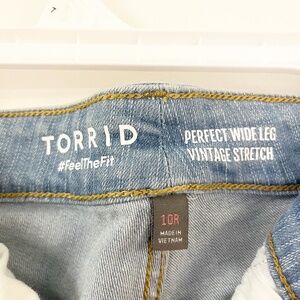 TORRID
#FeelTheFit
PERFECT WIDE LEG
VINTAGE STRETCH
10R
MADE IN
VIETNAM